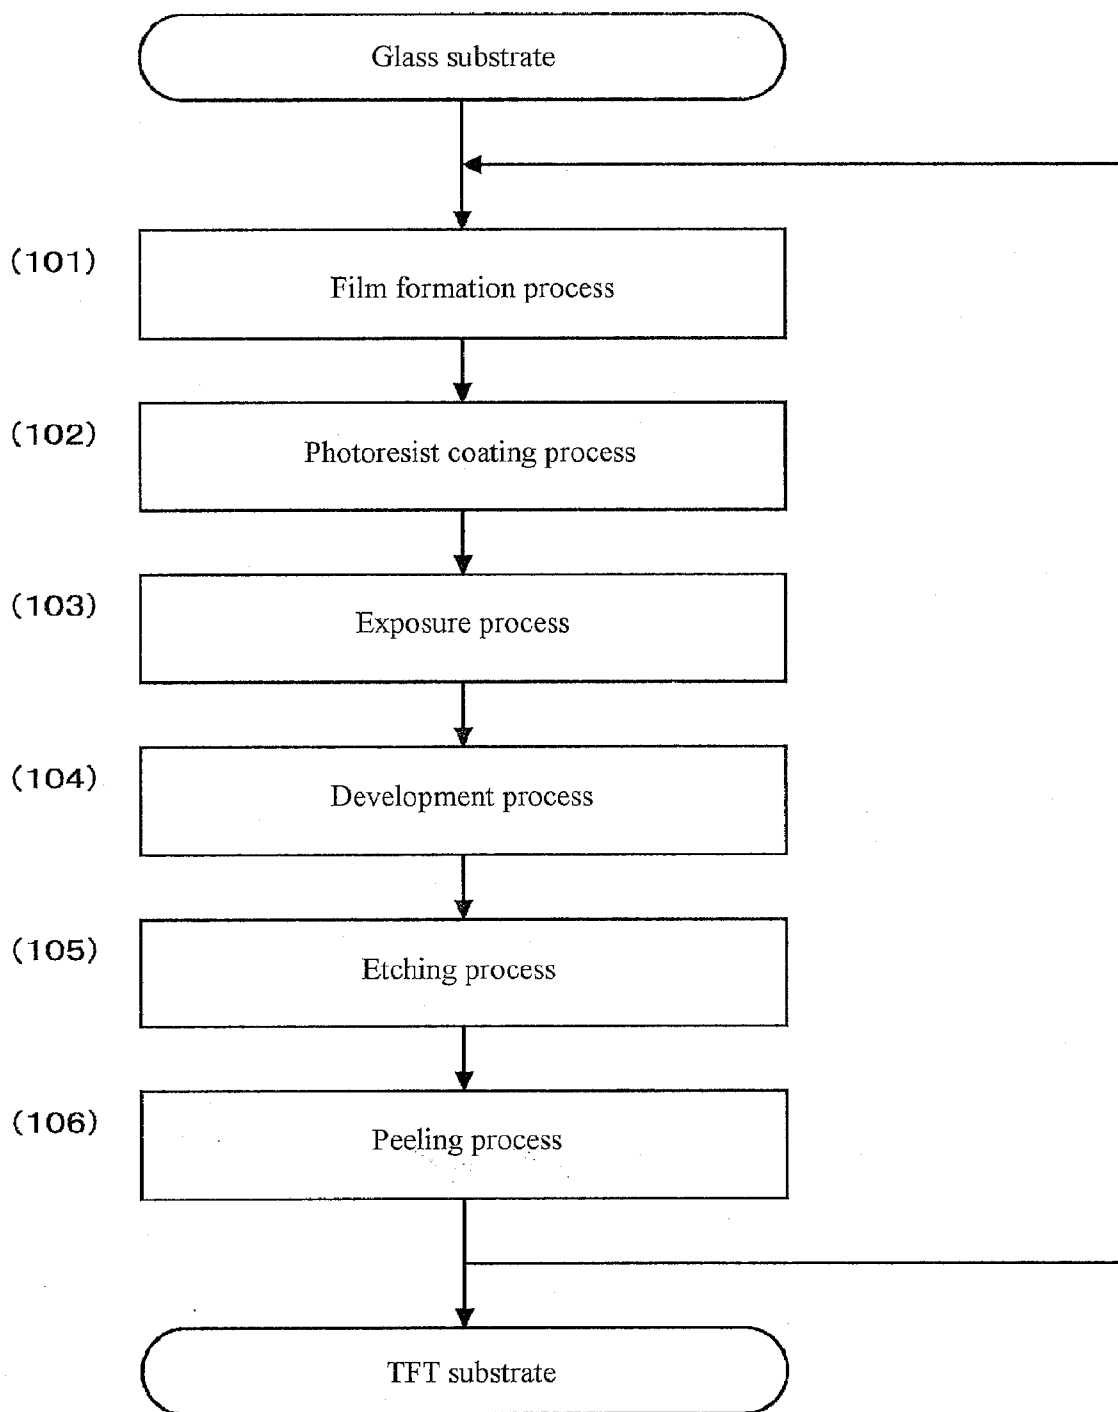 Glass substrate
(101)
Film formation process
(102)
Photoresist coating process
(103)
Exposure process
(104)
Development process
(105)
Etching process
(106)
Peeling process
TFT substrate